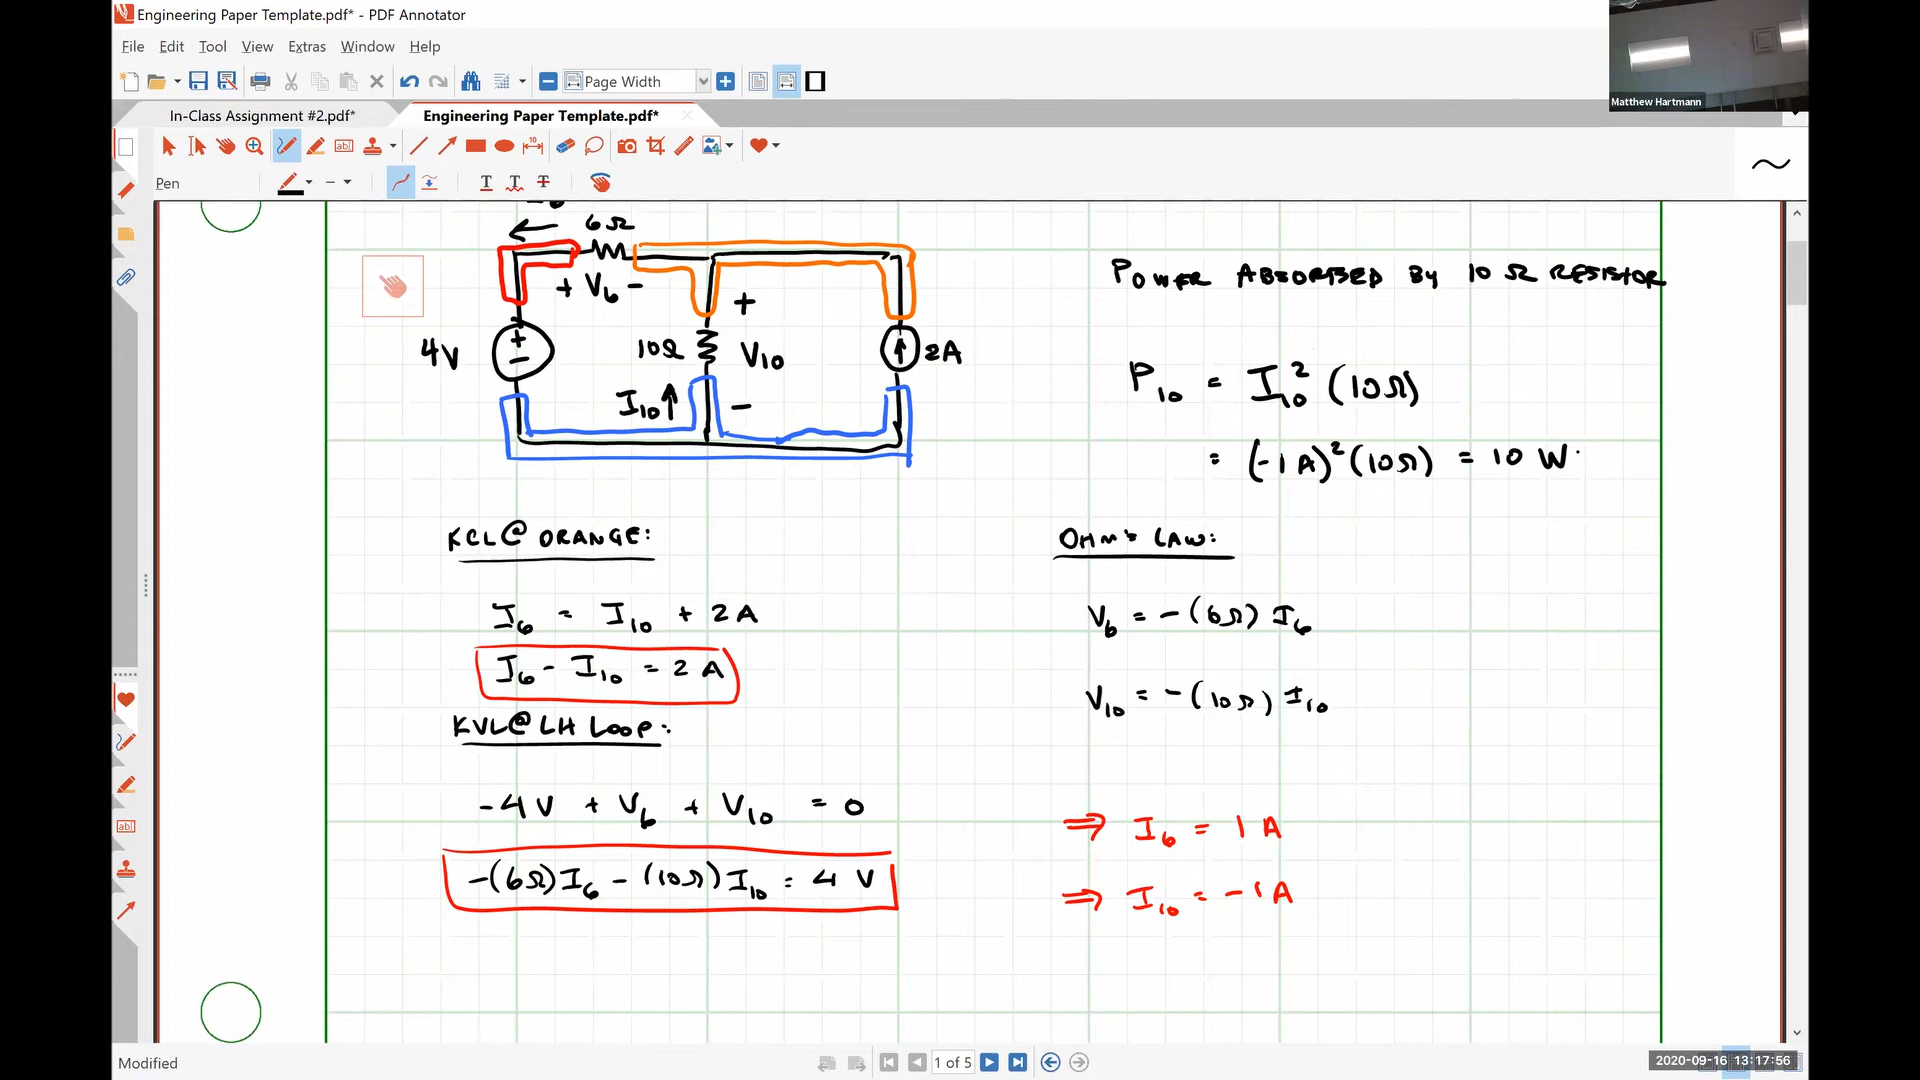 Engineering Paper Template.pdf* - PDF Annotator
File Edit Tool View Extras Window Help
Page Width
Matthew Hartmann
In-Class Assignment #2.pdf*
Engineering Paper Template.pdf*
Pen
6Ω
+ V6 -
4V
+
-
10Ω
+
V10
-
I10 ↑
2A
POWER ABSORBED BY 10 Ω RESISTOR
P10 = I10² (10Ω)
= (-1 A)² (10Ω) = 10 W
KCL @ ORANGE:
I6 = I10 + 2 A
I6 - I10 = 2 A
KVL @ LH LOOP:
-4 V + V6 + V10 = 0
-(6Ω) I6 - (10Ω) I10 = 4 V
OHM's LAW:
V6 = -(6Ω) I6
V10 = -(10Ω) I10
⇒ I6 = 1 A
⇒ I10 = -1 A
Modified
1 of 5
2020-09-16 13:17:56